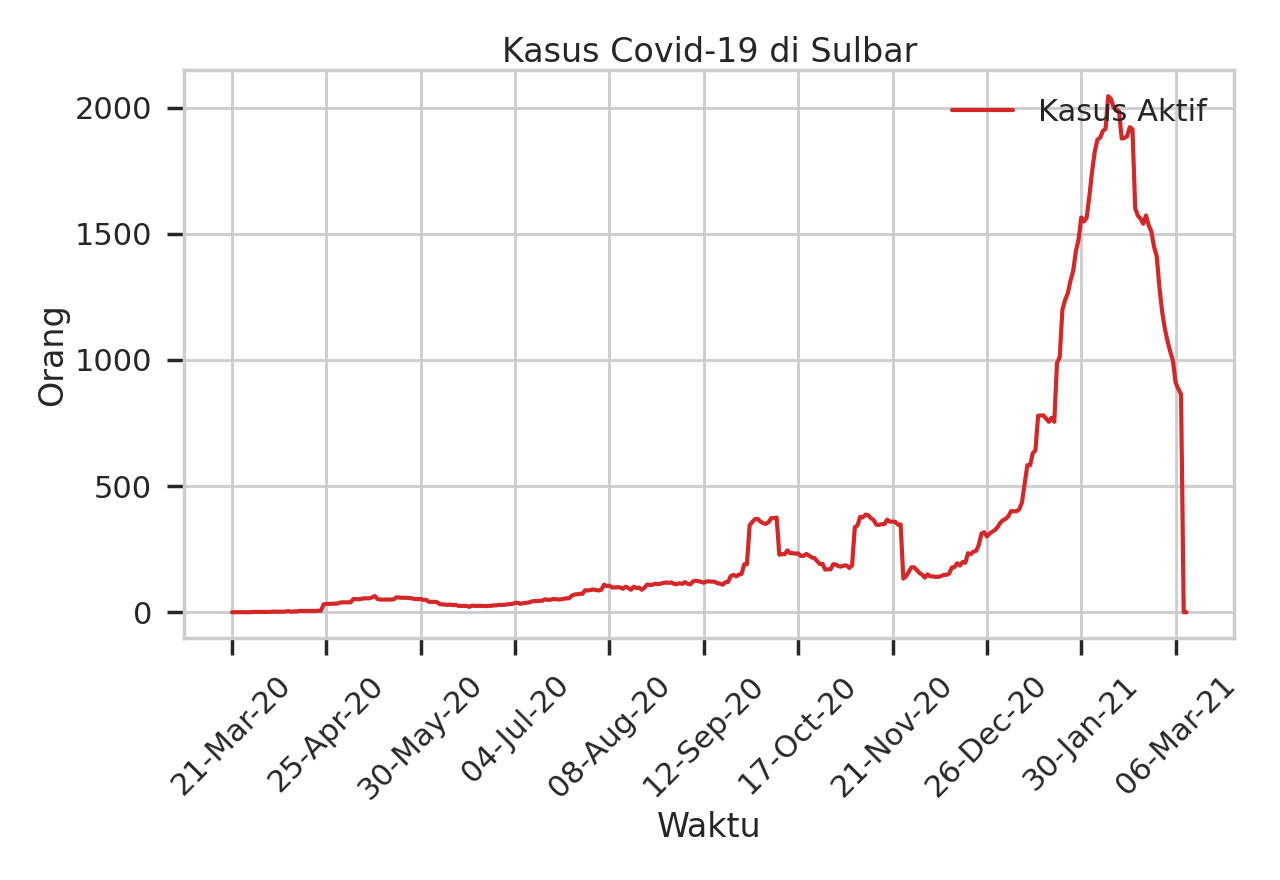 Kasus Covid-19 di Sulbar
Kasus Aktif
Orang
2000
1500
1000
500
0
21-Mar-20
25-Apr-20
30-May-20
04-Jul-20
08-Aug-20
12-Sep-20
17-Oct-20
21-Nov-20
26-Dec-20
30-Jan-21
06-Mar-21
Waktu